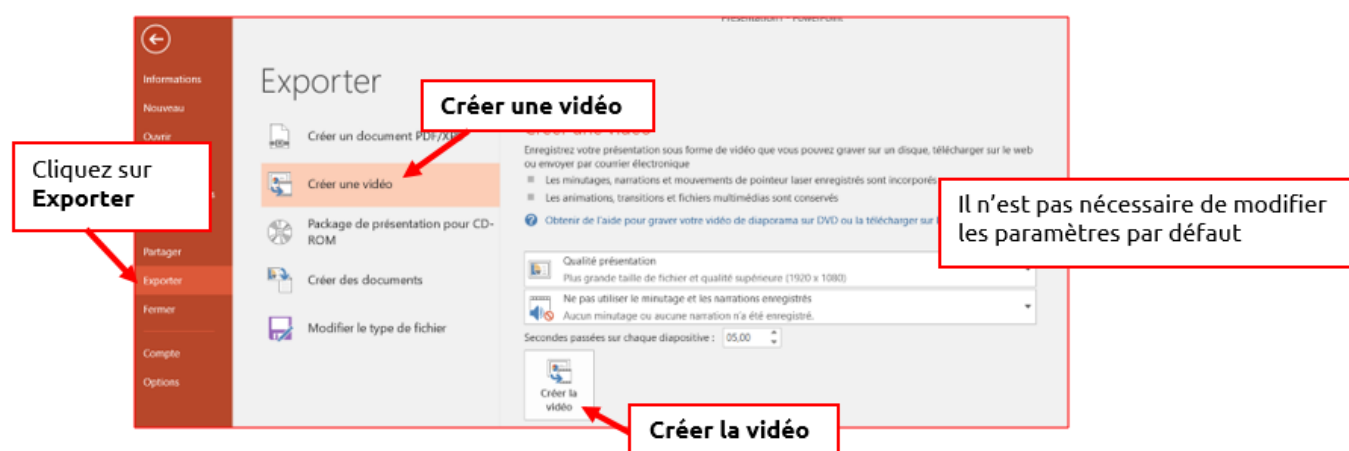 Présentation1 - PowerPoint
Informations
Nouveau
Ouvrir
Partager
Exporter
Fermer
Compte
Options
Cliquez sur
Exporter
Exporter
Créer un document PDF/XP
Créer une vidéo
Package de présentation pour CD-
ROM
Créer des documents
Modifier le type de fichier
Créer une vidéo
Créer une vidéo
Enregistrez votre présentation sous forme de vidéo que vous pouvez graver sur un disque, télécharger sur le web
ou envoyer par courrier électronique
Les minutages, narrations et mouvements de pointeur laser enregistrés sont incorporés
Les animations, transitions et fichiers multimédias sont conservés
Obtenir de l'aide pour graver votre vidéo de diaporama sur DVD ou la télécharger sur
Il n’est pas nécessaire de modifier
les paramètres par défaut
Qualité présentation
Plus grande taille de fichier et qualité supérieure (1920 x 1080)
Ne pas utiliser le minutage et les narrations enregistrés
Aucun minutage ou aucune narration n'a été enregistré.
Secondes passées sur chaque diapositive : 05,00
Créer la
vidéo
Créer la vidéo